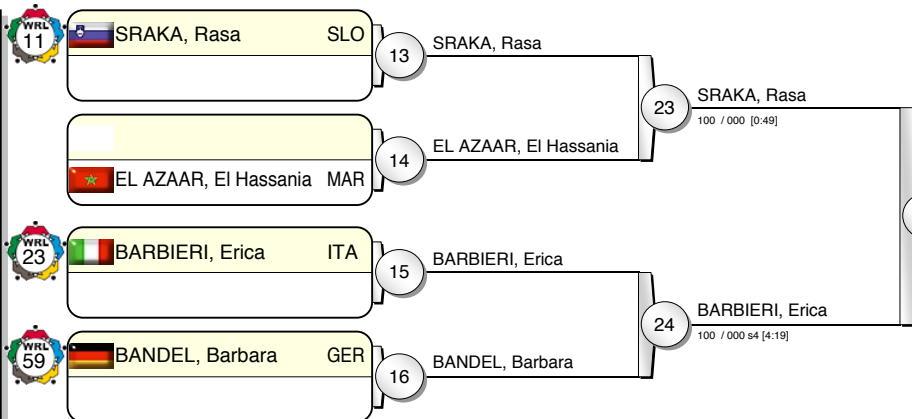 WRL
11
SRAKA, Rasa SLO
13
SRAKA, Rasa
23
SRAKA, Rasa
100 / 000 [0:49]
EL AZAAR, El Hassania MAR
14
EL AZAAR, El Hassania
WRL
23
BARBIERI, Erica ITA
15
BARBIERI, Erica
24
BARBIERI, Erica
100 / 000 s4 [4:19]
WRL
59
BANDEL, Barbara GER
16
BANDEL, Barbara